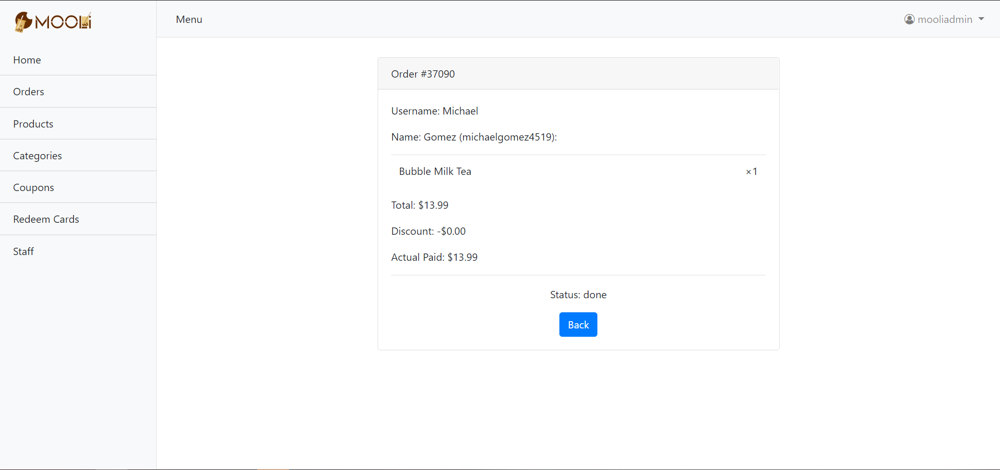 MOOLi
Menu
mooliadmin
Home
Orders
Products
Categories
Coupons
Redeem Cards
Staff
Order #37090
Username: Michael
Name: Gomez (michaelgomez4519):
Bubble Milk Tea ×1
Total: $13.99
Discount: -$0.00
Actual Paid: $13.99
Status: done
Back